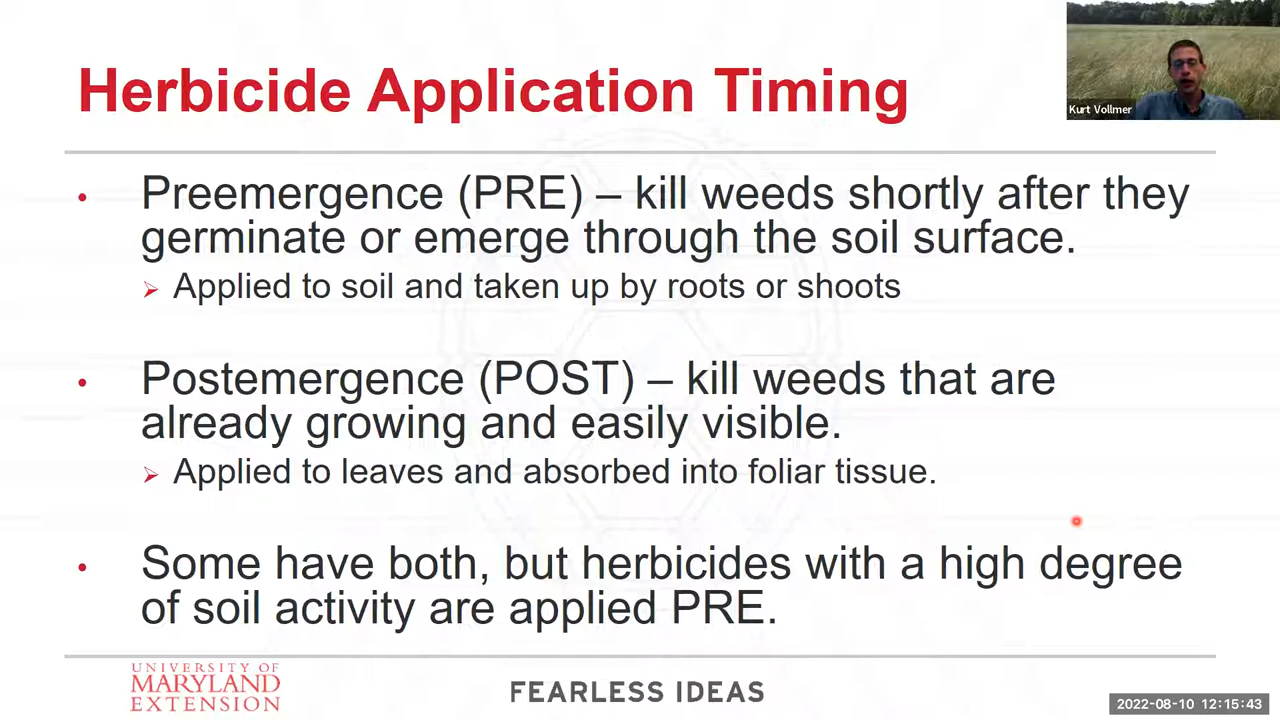 Herbicide Application Timing
Kurt Vollmer
• Preemergence (PRE) – kill weeds shortly after they
germinate or emerge through the soil surface.
➢ Applied to soil and taken up by roots or shoots
• Postemergence (POST) – kill weeds that are
already growing and easily visible.
➢ Applied to leaves and absorbed into foliar tissue.
• Some have both, but herbicides with a high degree
of soil activity are applied PRE.
UNIVERSITY OF
MARYLAND
EXTENSION
FEARLESS IDEAS
2022-08-10 12:15:43